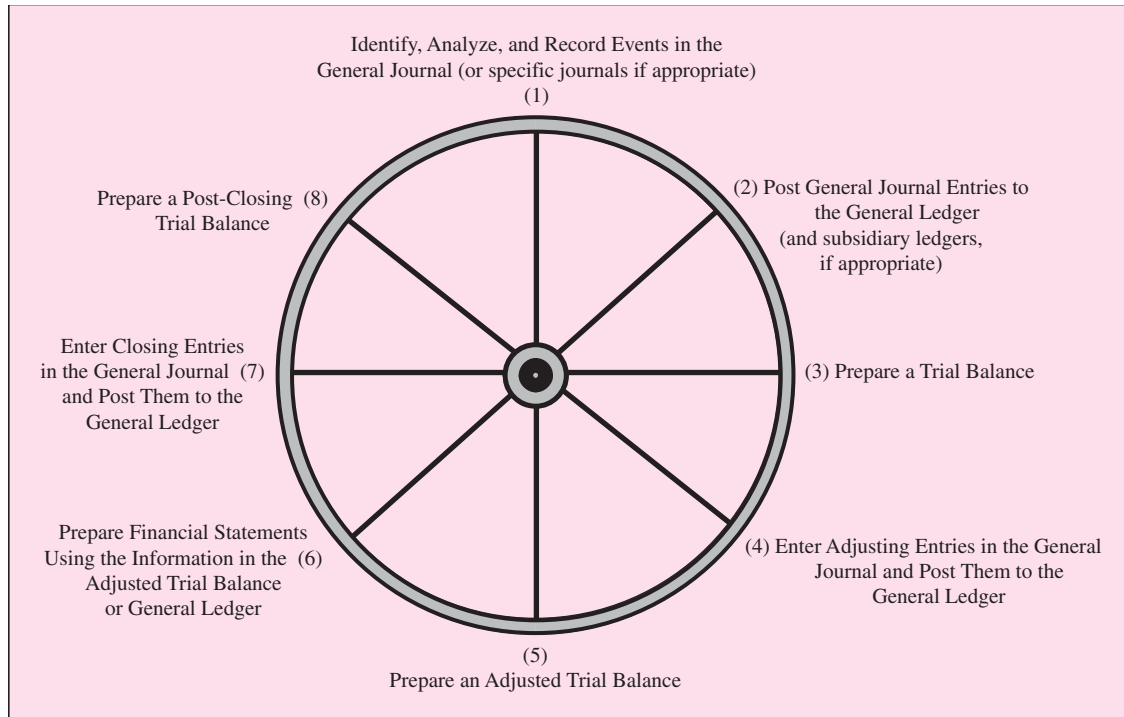 Identify, Analyze, and Record Events in the
General Journal (or specific journals if appropriate)
(1)
(2) Post General Journal Entries to
the General Ledger
(and subsidiary ledgers,
if appropriate)
(3) Prepare a Trial Balance
(4) Enter Adjusting Entries in the General
Journal and Post Them to the
General Ledger
(5)
Prepare an Adjusted Trial Balance
Prepare Financial Statements
Using the Information in the (6)
Adjusted Trial Balance
or General Ledger
Enter Closing Entries
in the General Journal (7)
and Post Them to the
General Ledger
Prepare a Post-Closing (8)
Trial Balance